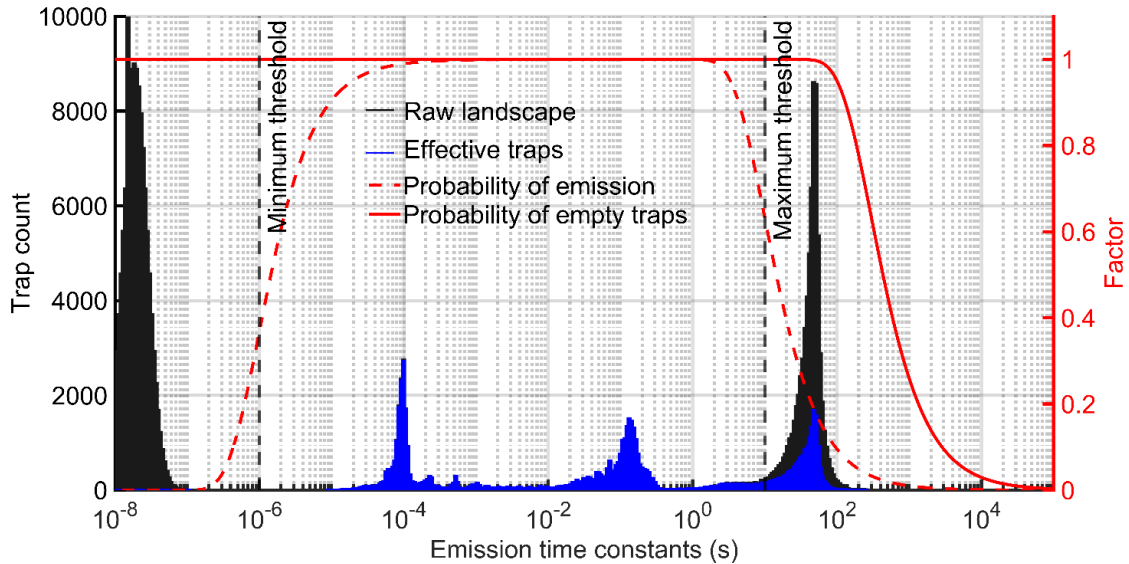 10000
8000
6000
4000
2000
0
Trap count
Minimum threshold
Maximum threshold
Raw landscape
Effective traps
Probability of emission
Probability of empty traps
1
0.8
0.6
0.4
0.2
0
Factor
10^-8
10^-6
10^-4
10^-2
10^0
10^2
10^4
Emission time constants (s)